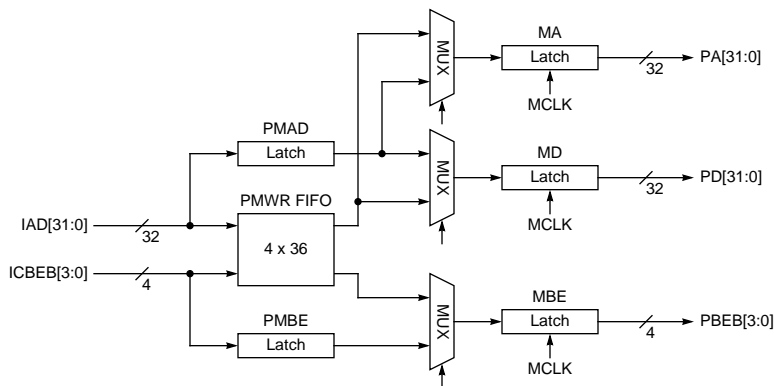 MA
MUX
Latch
PA[31:0]
32
MCLK
PMAD
Latch
MD
MUX
Latch
PD[31:0]
32
MCLK
PMWR FIFO
IAD[31:0]
32
4 x 36
ICBEB[3:0]
4
MBE
MUX
Latch
PBEB[3:0]
4
PMBE
Latch
MCLK